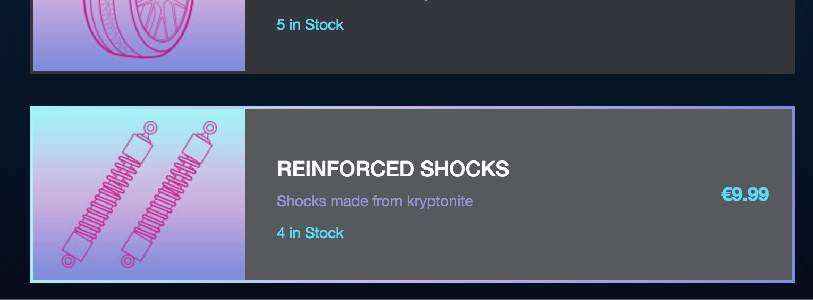 5 in Stock
REINFORCED SHOCKS
Shocks made from kryptonite
€9.99
4 in Stock